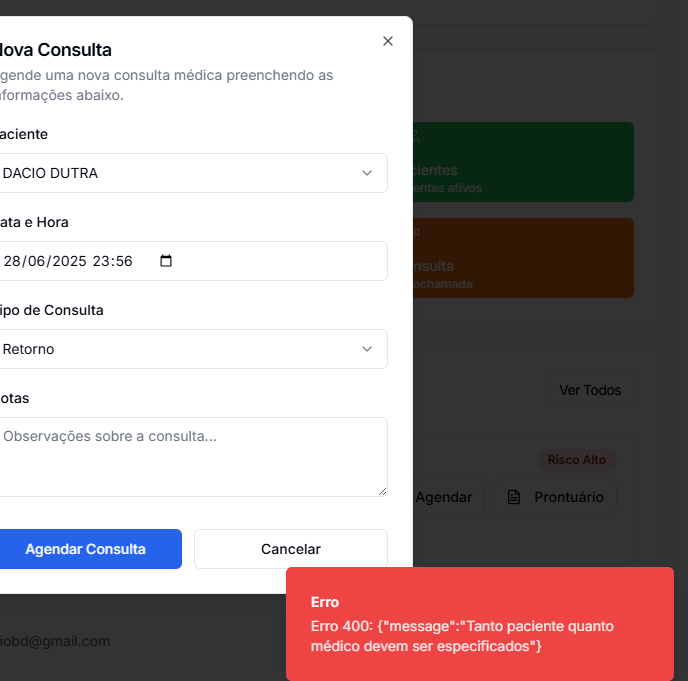 ova Consulta
gende uma nova consulta médica preenchendo as
nformações abaixo.
aciente
DACIO DUTRA
ata e Hora
28/06/2025 23:56
ipo de Consulta
Retorno
otas
Observações sobre a consulta...
Agendar Consulta
Cancelar
cientes
entes ativos
nsulta
ochamada
Ver Todos
Risco Alto
Agendar
Prontuário
iobd@gmail.com
Erro
Erro 400: {"message":"Tanto paciente quanto
médico devem ser especificados"}